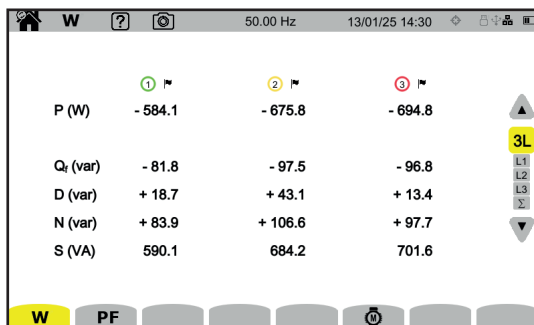 W ? 50.00 Hz 13/01/25 14:30
1 2 3
P (W) - 584.1 - 675.8 - 694.8
3L
L1
Qf (var) - 81.8 - 97.5 - 96.8
L2
D (var) + 18.7 + 43.1 + 13.4
L3
Σ
N (var) + 83.9 + 106.6 + 97.7
S (VA) 590.1 684.2 701.6
W PF M